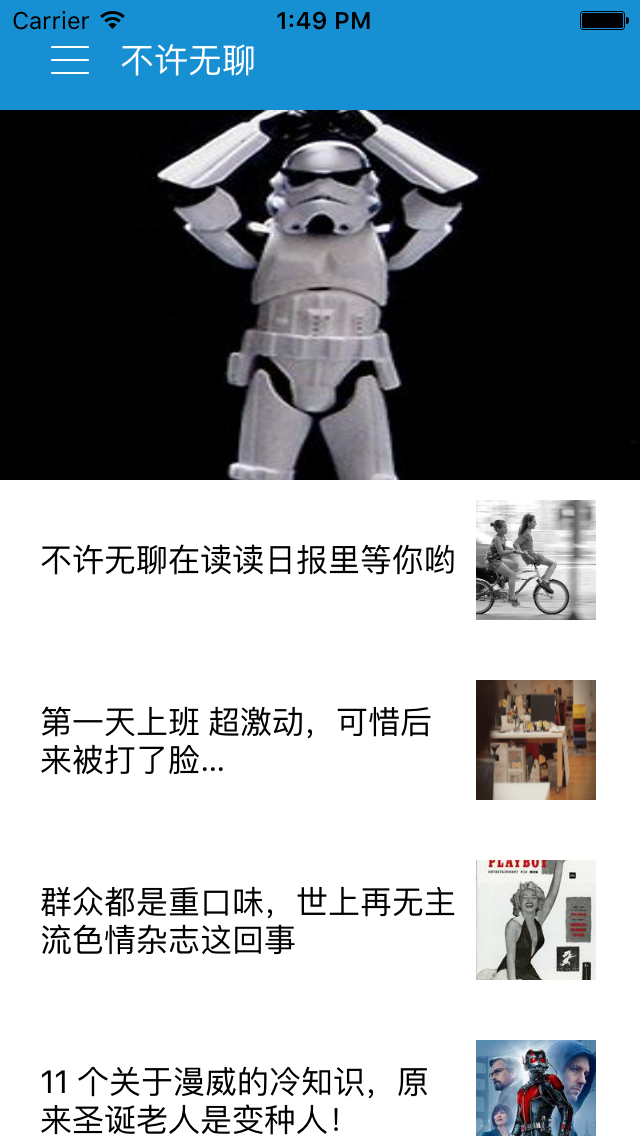 Carrier 1:49 PM
不许无聊
不许无聊在读读日报里等你哟
第一天上班 超激动，可惜后
来被打了脸...
PLAYBOY
ENTERTAINMENT FOR MEN
群众都是重口味，世上再无主
流色情杂志这回事
11 个关于漫威的冷知识，原
来圣诞老人是变种人！